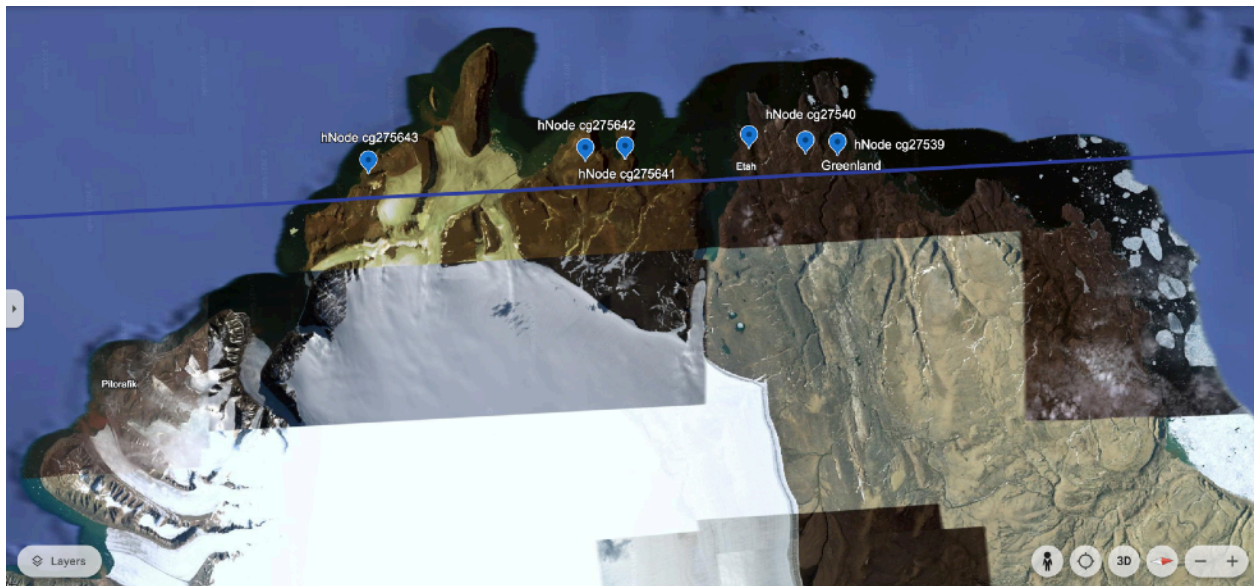 hNode cg27540
hNode cg275642
hNode cg275643
hNode cg27539
Etah
Greenland
hNode cg275641
Pitorafik
Layers
3D